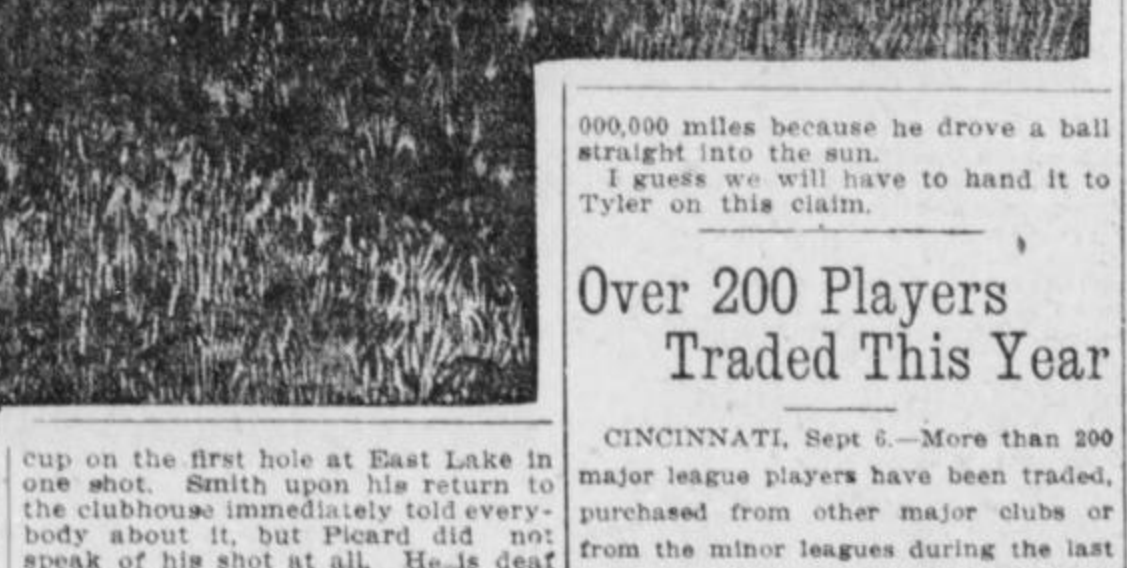 cup on the first hole at East Lake in
one shot. Smith upon his return to
the clubhouse immediately told every-
body about it, but Picard did not
speak of his shot at all. He is deaf
000,000 miles because he drove a ball
straight into the sun.
I guess we will have to hand it to
Tyler on this claim.
Over 200 Players
Traded This Year
CINCINNATI, Sept 6.—More than 200
major league players have been traded,
purchased from other major clubs or
from the minor leagues during the last